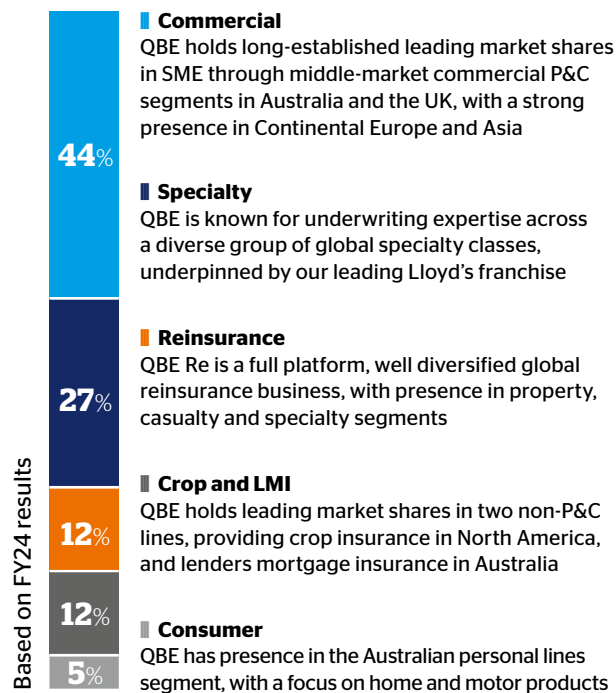 Commercial
QBE holds long-established leading market shares
in SME through middle-market commercial P&C
segments in Australia and the UK, with a strong
presence in Continental Europe and Asia
44%
Specialty
QBE is known for underwriting expertise across
a diverse group of global specialty classes,
underpinned by our leading Lloyd’s franchise
27%
Reinsurance
QBE Re is a full platform, well diversified global
reinsurance business, with presence in property,
casualty and specialty segments
12%
Crop and LMI
QBE holds leading market shares in two non-P&C
lines, providing crop insurance in North America,
and lenders mortgage insurance in Australia
12%
Consumer
QBE has presence in the Australian personal lines
segment, with a focus on home and motor products
5%
Based on FY24 results